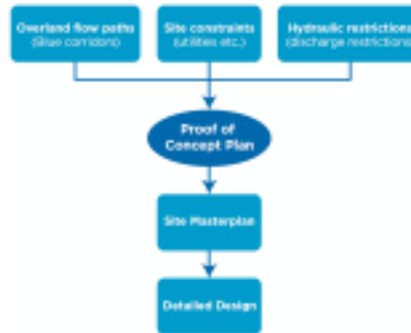 Overland flow paths
(Blue corridors)
Site constraints
(utilities etc.)
Hydraulic restrictions
(discharge restrictions)
Proof of
Concept Plan
Site Masterplan
Detailed Design